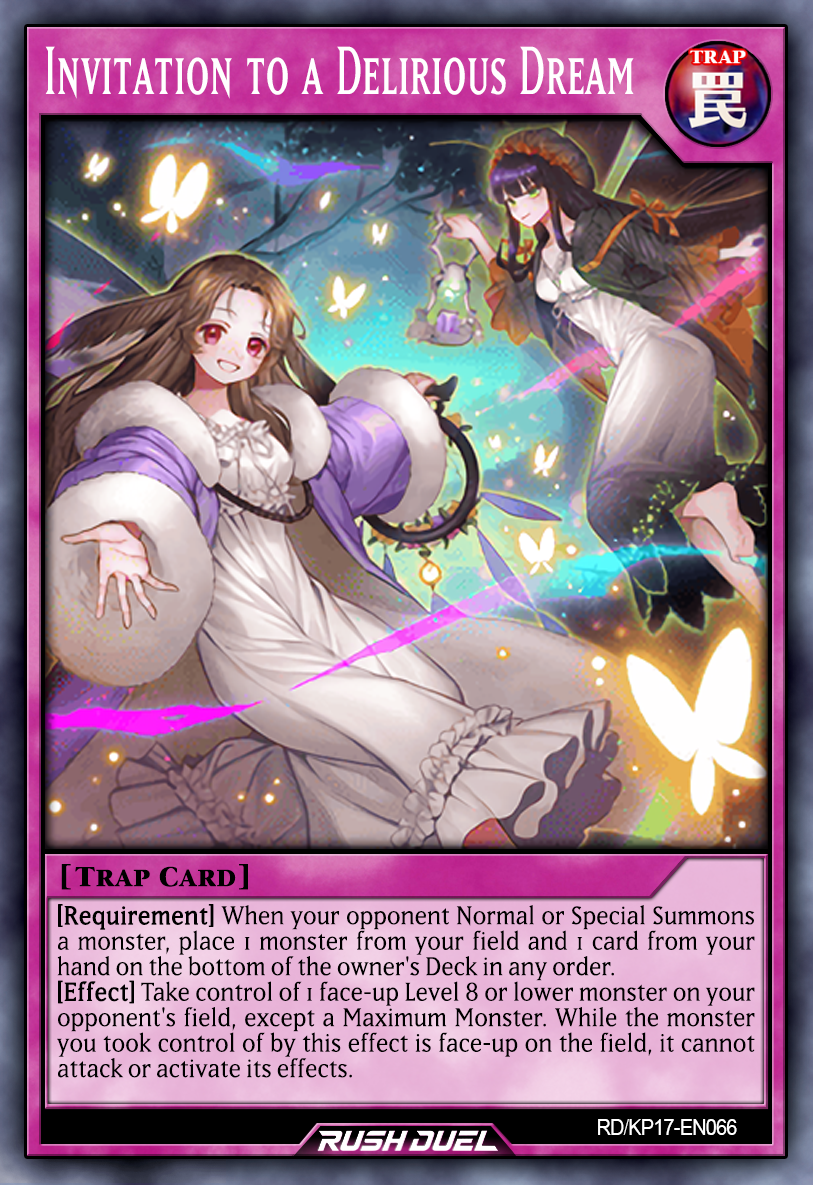 Invitation to a Delirious Dream
TRAP
罠
[Trap Card]
[Requirement] When your opponent Normal or Special Summons
a monster, place 1 monster from your field and 1 card from your
hand on the bottom of the owner's Deck in any order.
[Effect] Take control of 1 face-up Level 8 or lower monster on your
opponent's field, except a Maximum Monster. While the monster
you took control of by this effect is face-up on the field, it cannot
attack or activate its effects.
RUSH DUEL
RD/KP17-EN066